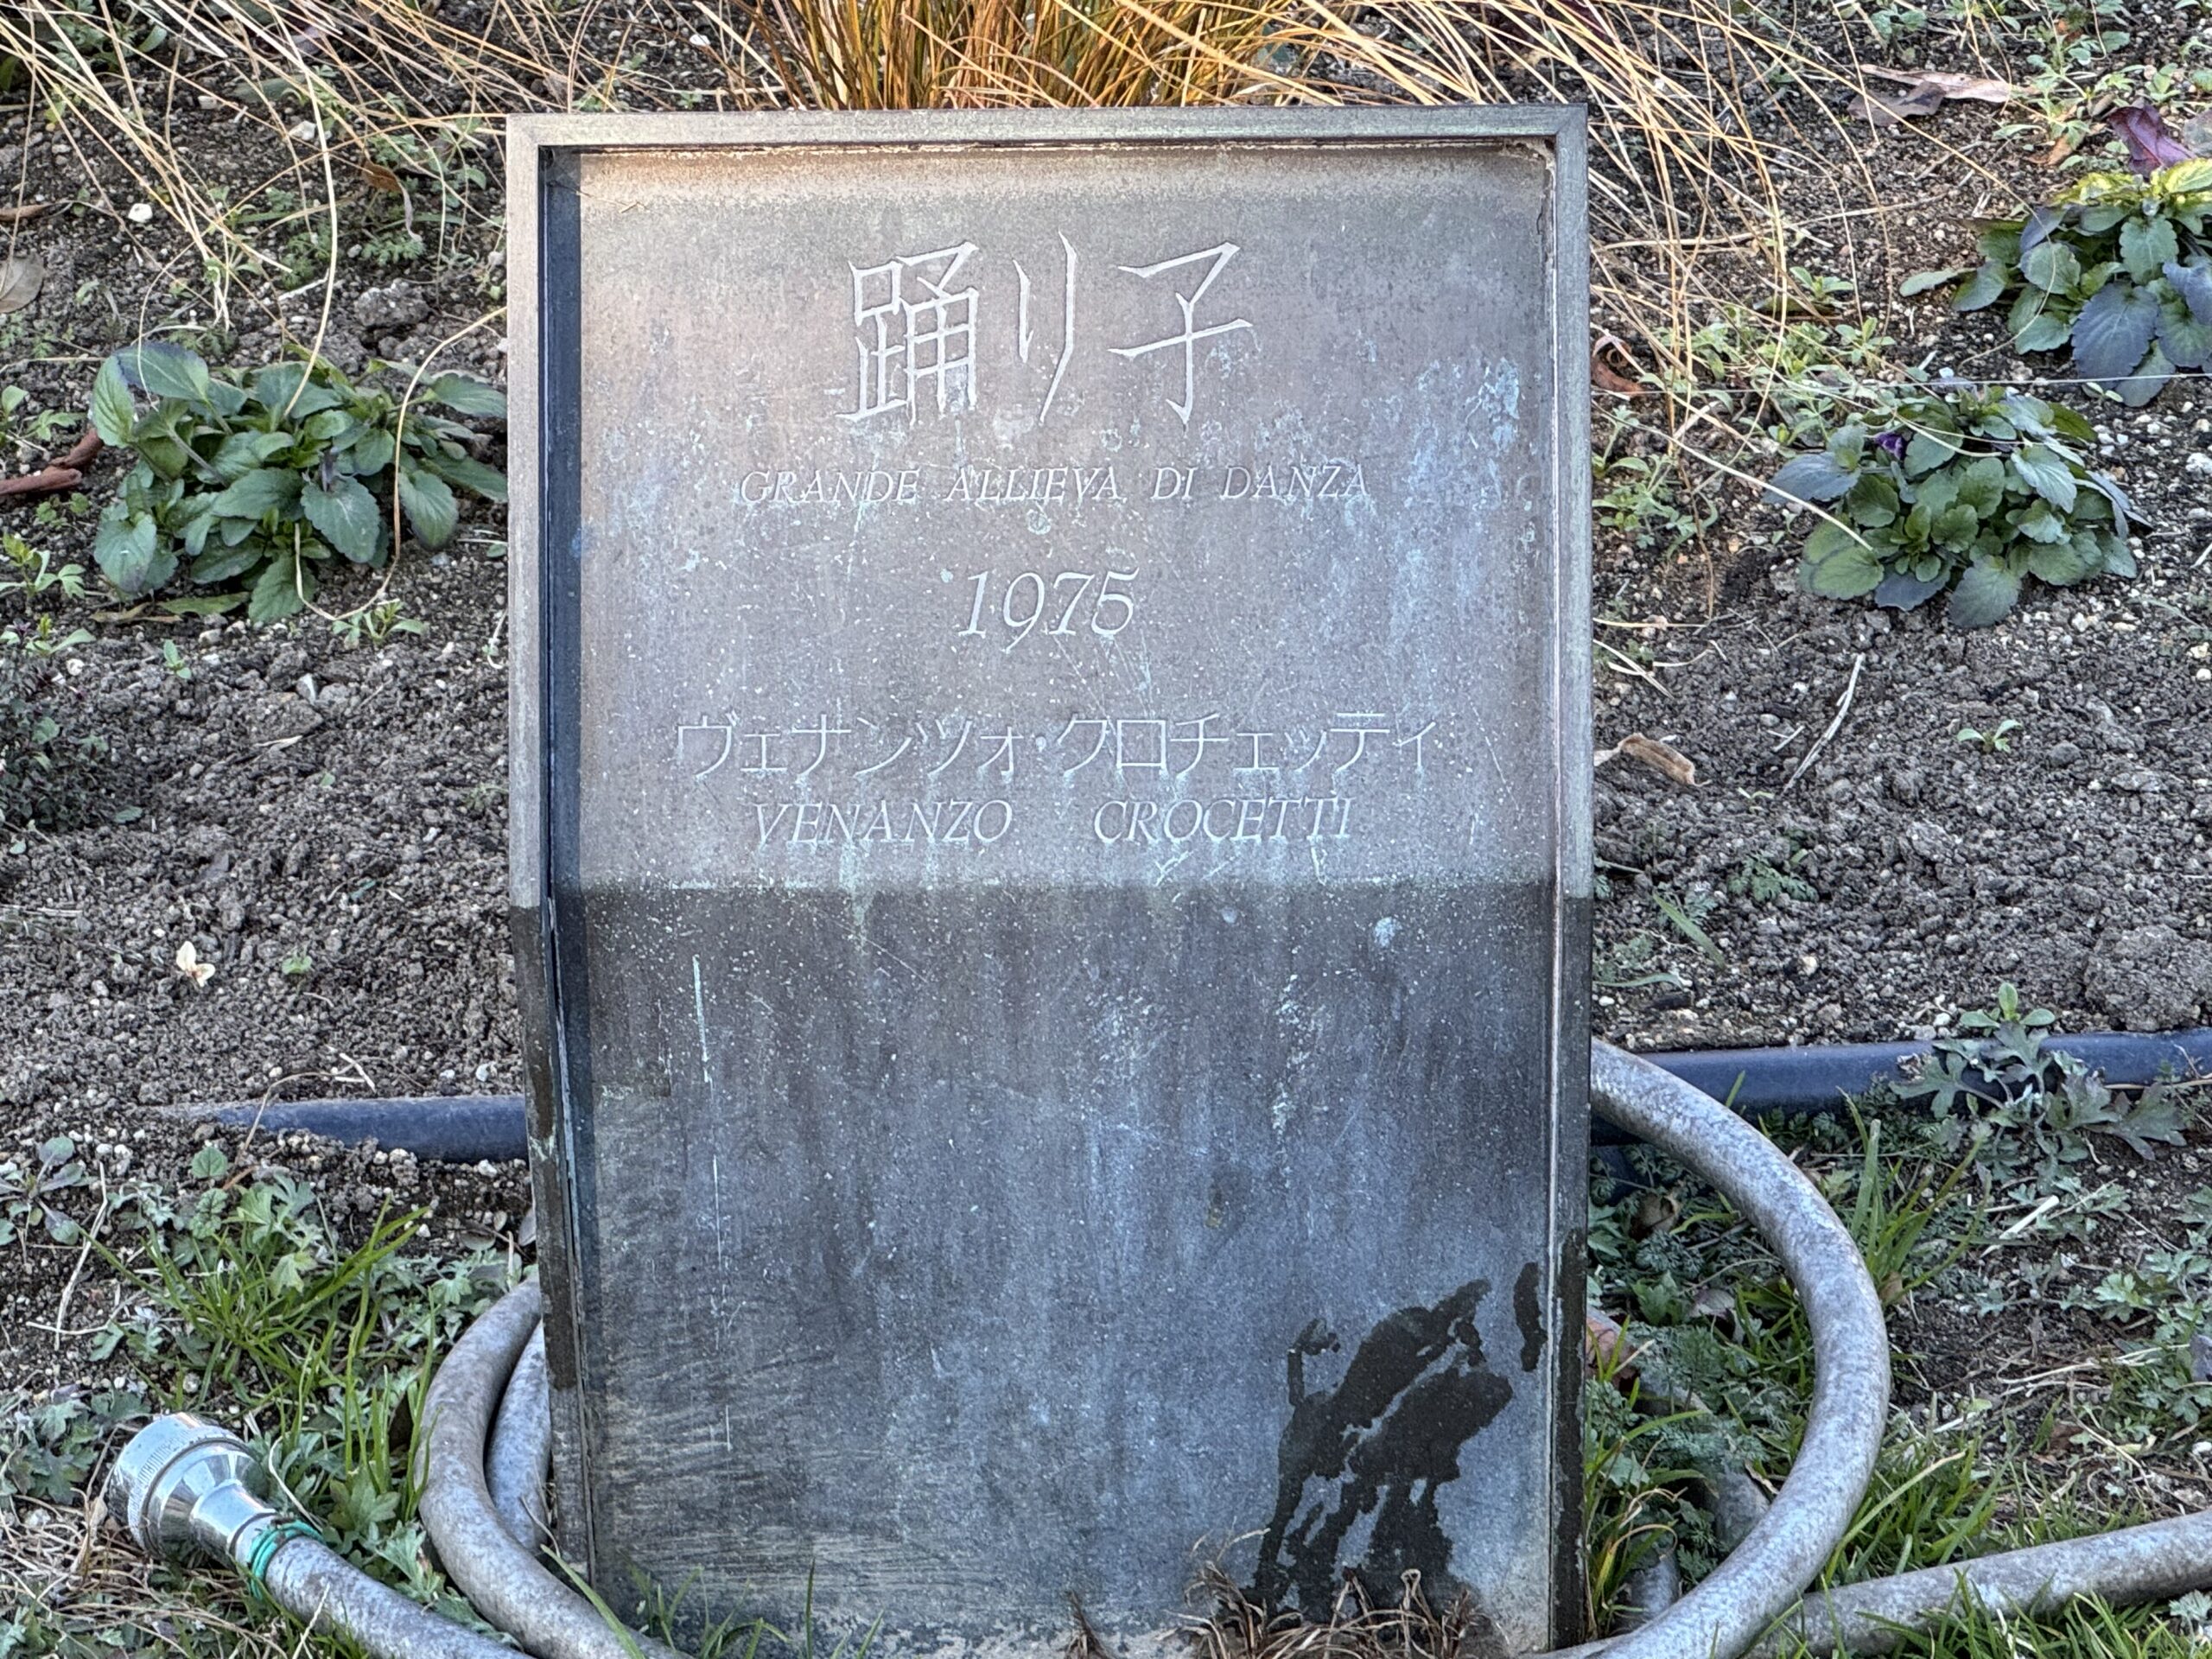 踊り子
GRANDE ALLIEVA DI DANZA
1975
ヴェナンツォ・クロチェッティ
VENANZO CROCETTI